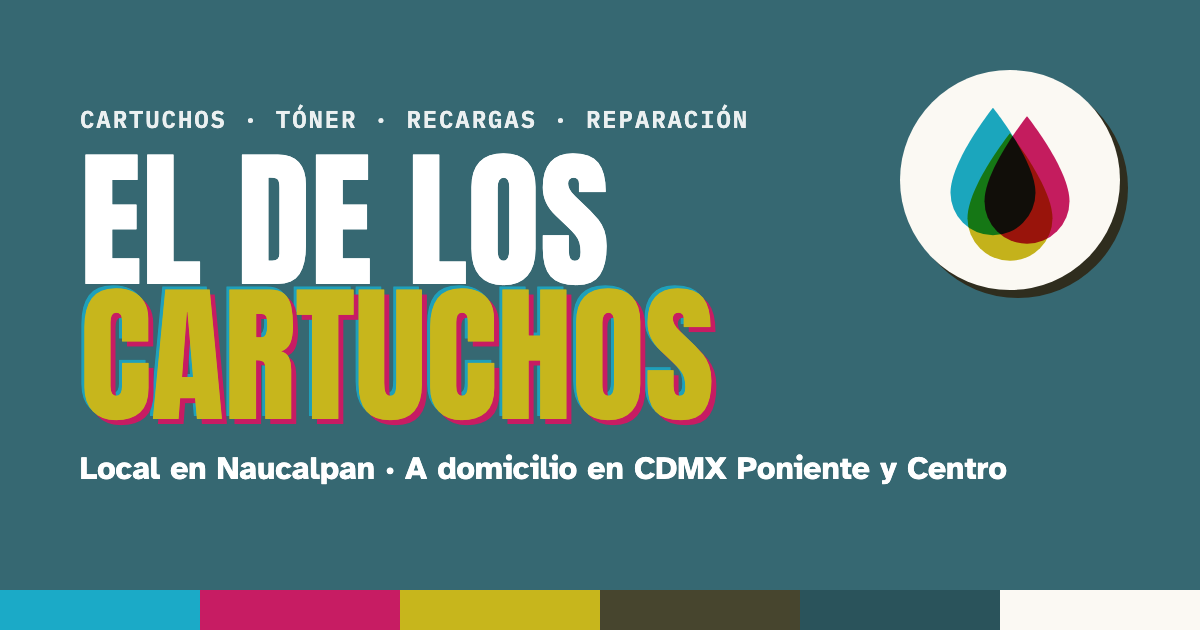 CARTUCHOS · TÓNER · RECARGAS · REPARACIÓN
EL DE LOS
CARTUCHOS
Local en Naucalpan · A domicilio en CDMX Poniente y Centro